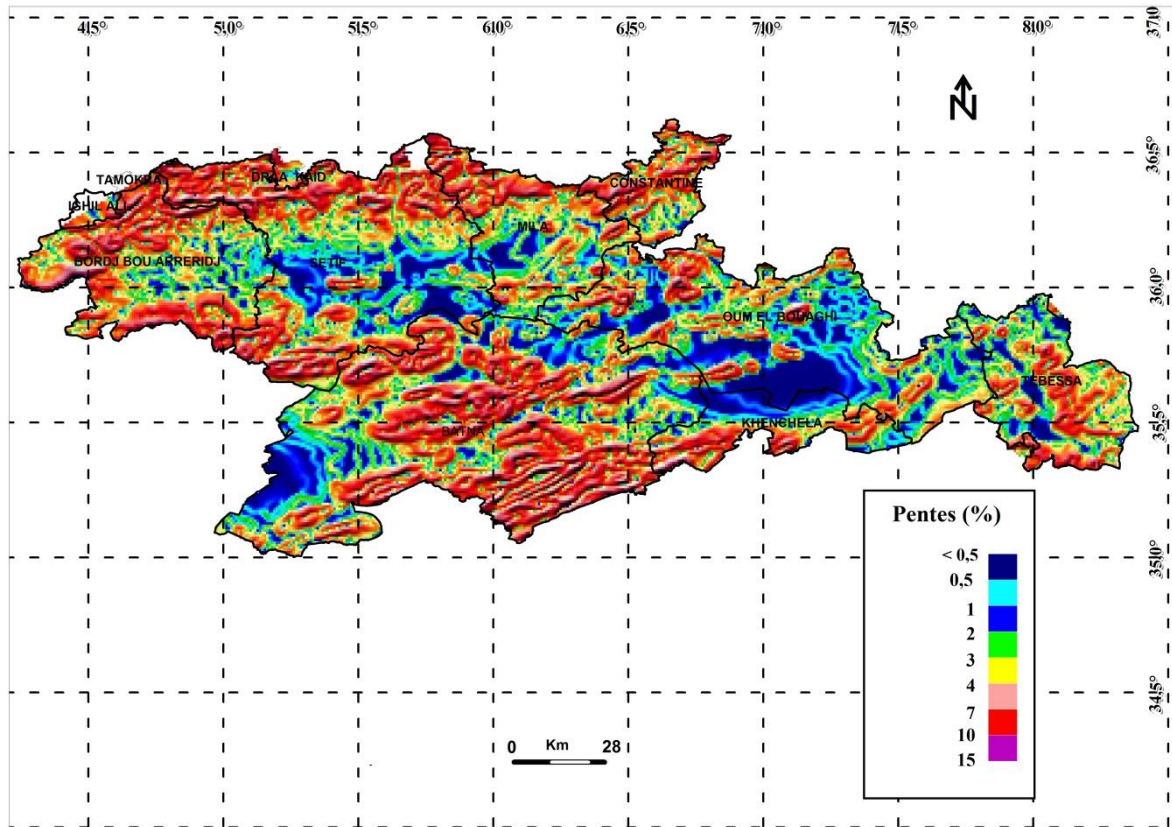 4,5° 5,0° 5,5° 6,0° 6,5° 7,0° 7,5° 8,0°
37,0°
N
36,5°
TAMOKRA
DRAA KAID
CONSTANTINE
IGHIL ALI
MILA
BORDJ BOU ARRERIDJ
SETIF
36,0°
OUM EL BOUAGHI
TEBESSA
KHENCHELA
35,5°
BATNA
Pentes (%)
< 0,5
0,5
1
2
3
4
7
10
15
35,0°
34,5°
0 Km 28